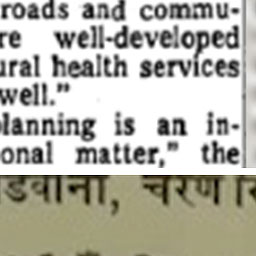 roads and commu-
re well-developed
ural health services
well."
planning is an in-
onal matter," the
डवानी, चरण सि